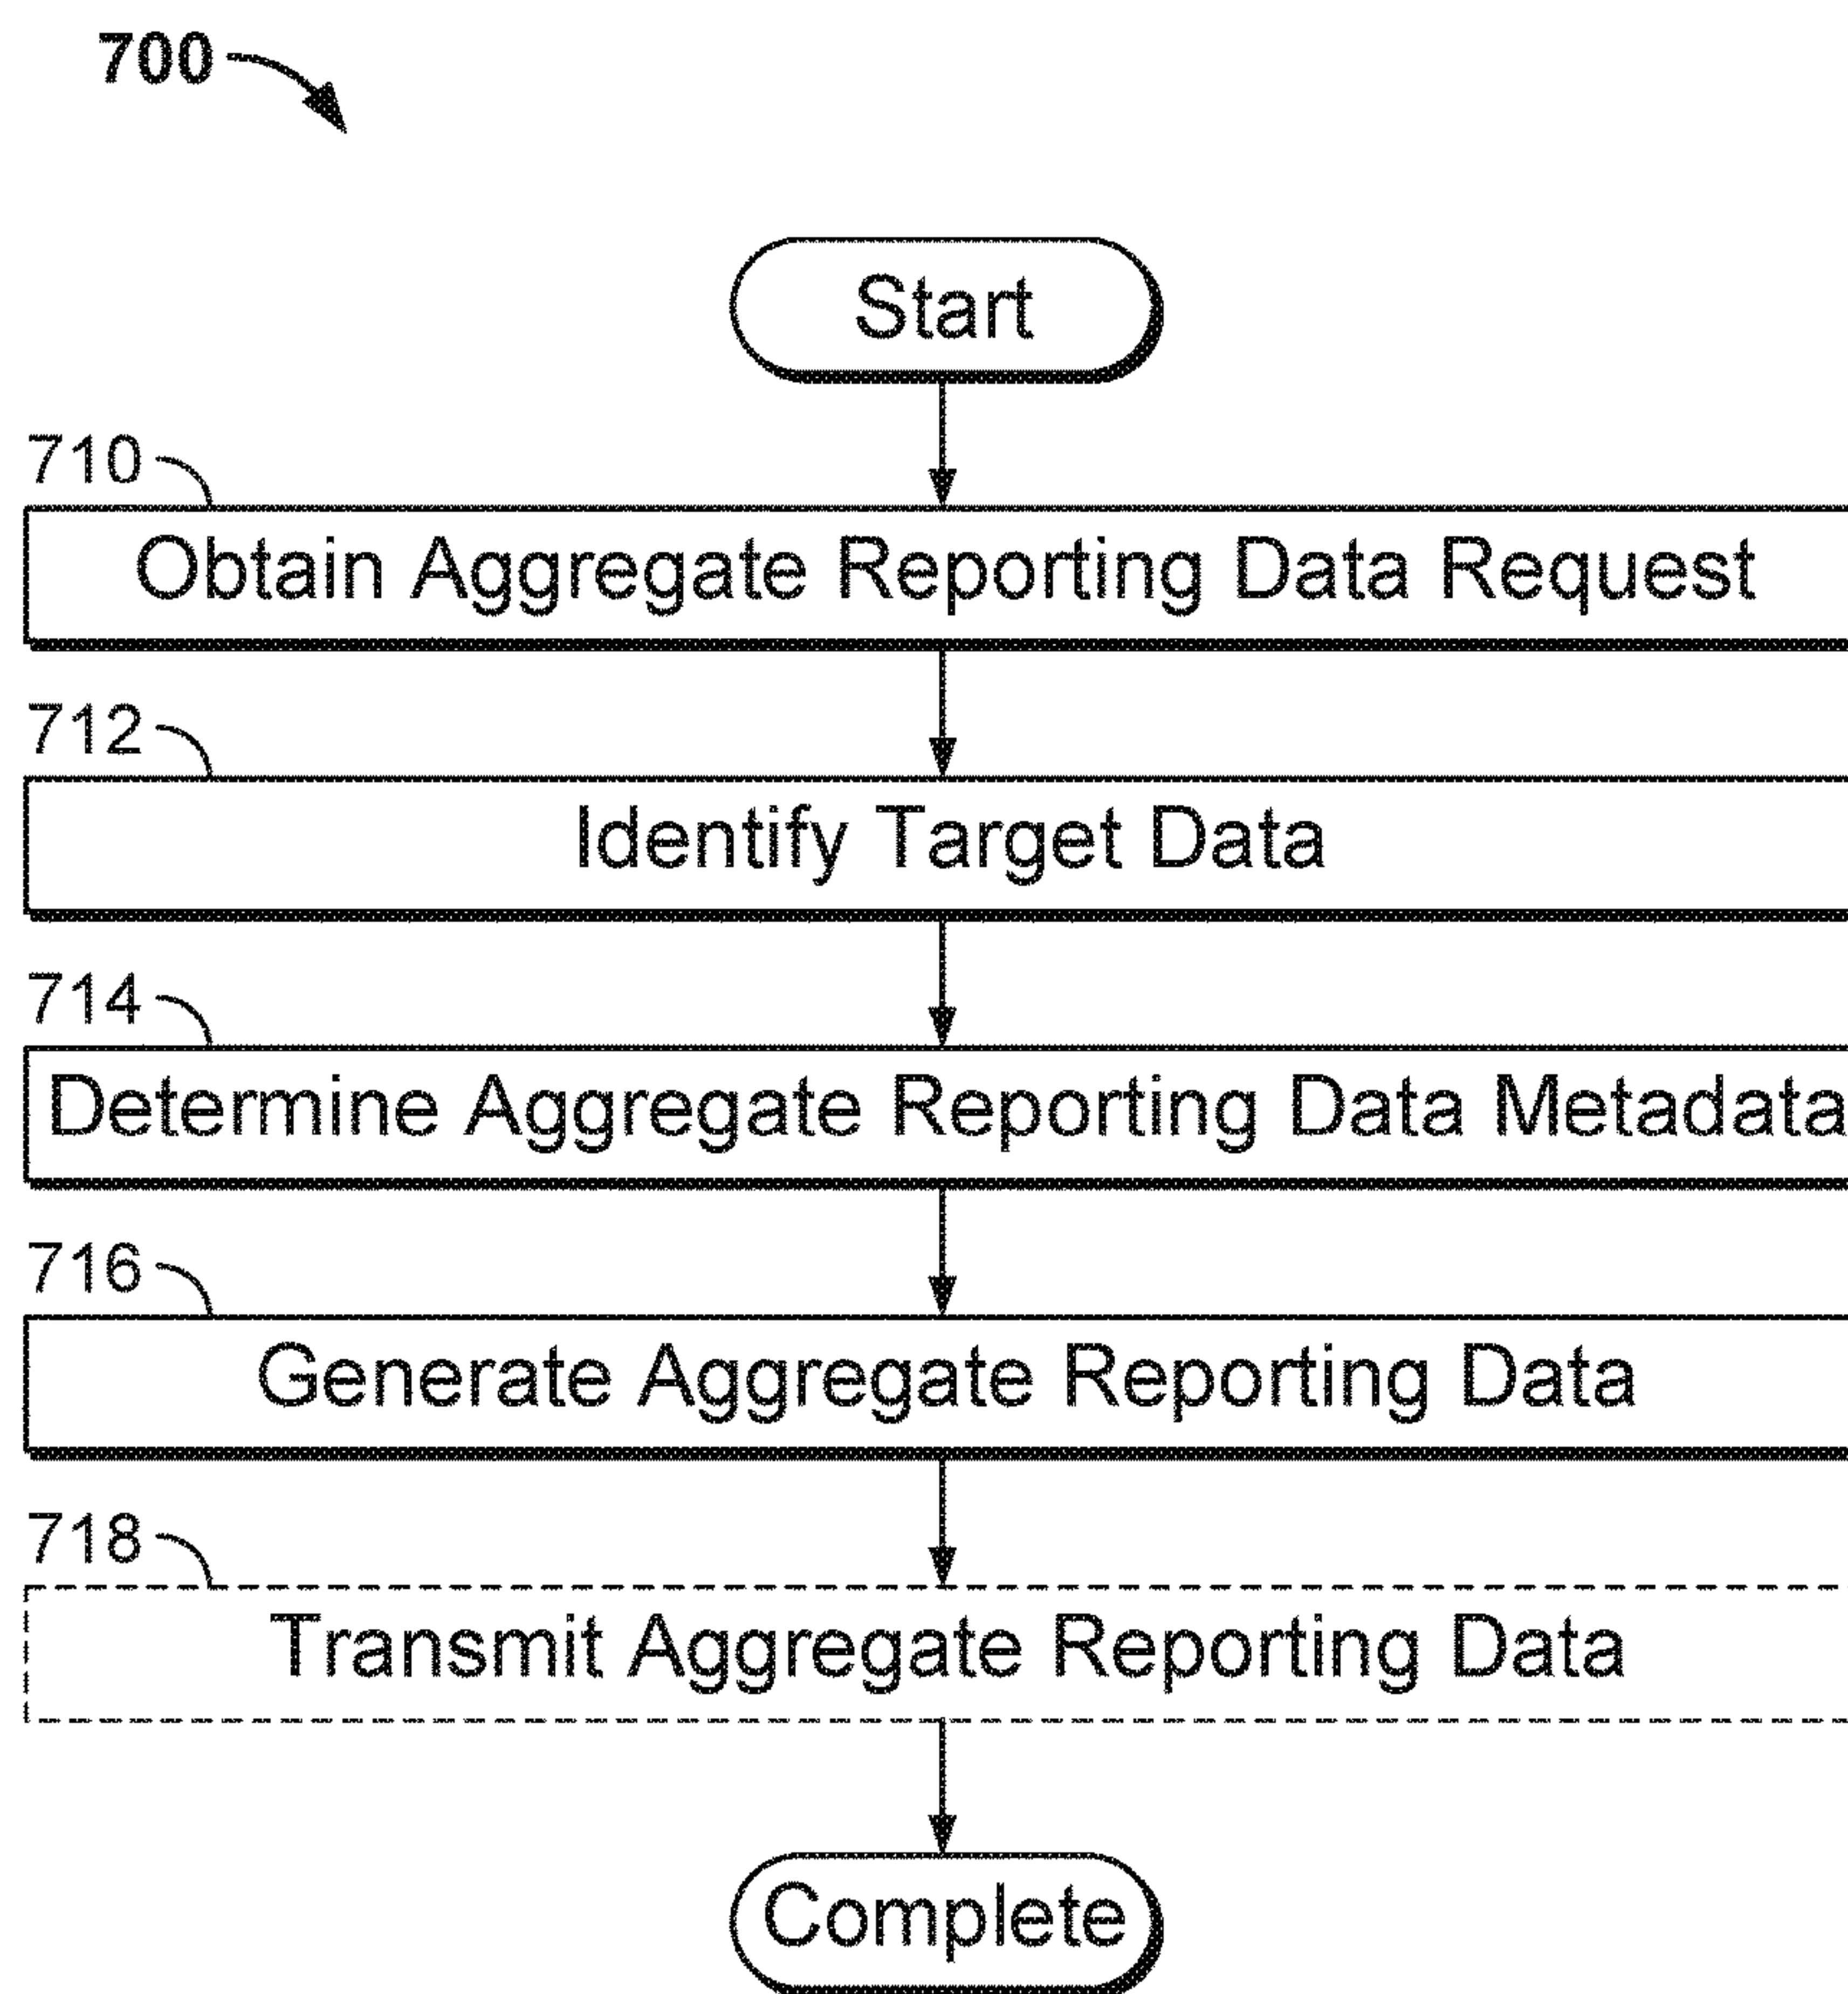 700
Start
710
Obtain Aggregate Reporting Data Request
712
Identify Target Data
714
Determine Aggregate Reporting Data Metadata
716
Generate Aggregate Reporting Data
718
Transmit Aggregate Reporting Data
Complete